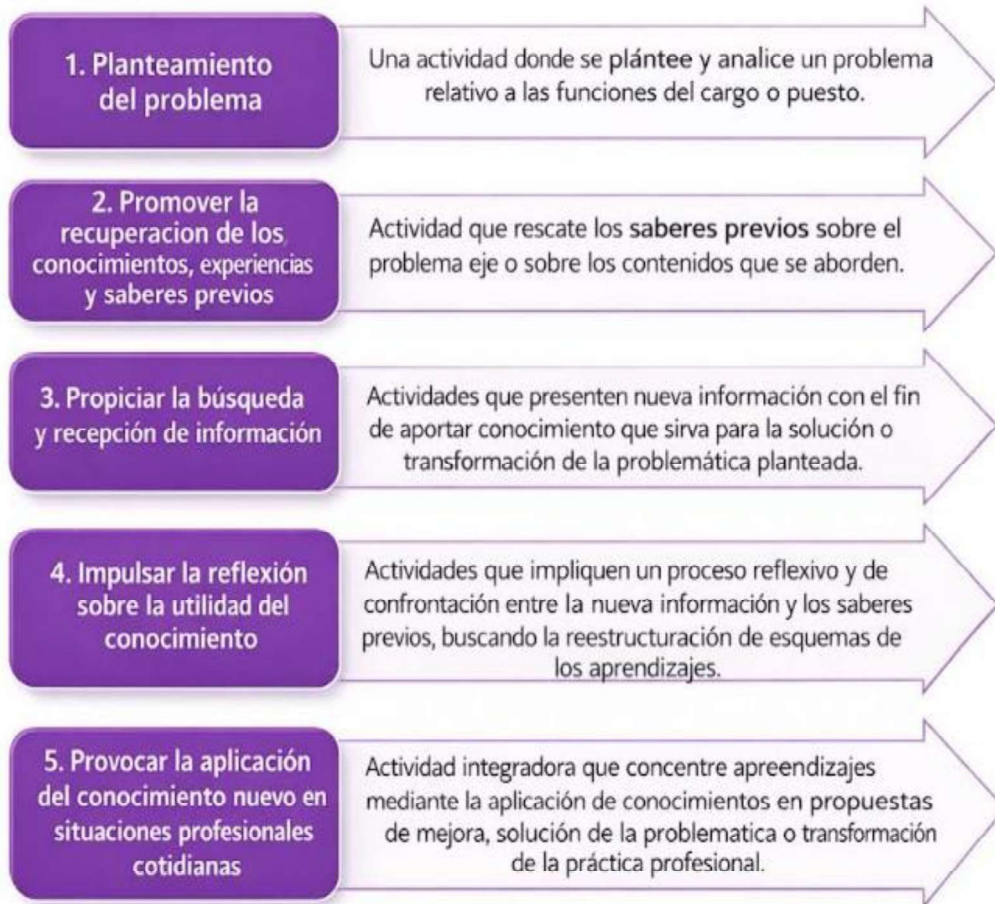 1. Planteamiento
del problema
Una actividad donde se plántee y analice un problema
relativo a las funciones del cargo o puesto.
2. Promover la
recuperacion de los
conocimientos, experiencias
y saberes previos
Actividad que rescate los saberes previos sobre el
problema eje o sobre los contenidos que se aborden.
3. Propiciar la búsqueda
y recepción de información
Actividades que presenten nueva información con el fin
de aportar conocimiento que sirva para la solución o
transformación de la problemática planteada.
4. Impulsar la reflexión
sobre la utilidad del
conocimiento
Actividades que impliquen un proceso reflexivo y de
confrontación entre la nueva información y los saberes
previos, buscando la reestructuración de esquemas de
los aprendizajes.
5. Provocar la aplicación
del conocimiento nuevo en
situaciones profesionales
cotidianas
Actividad integradora que concentre apreendizajes
mediante la aplicación de conocimientos en propuestas
de mejora, solución de la problematica o transformación
de la práctica profesional.